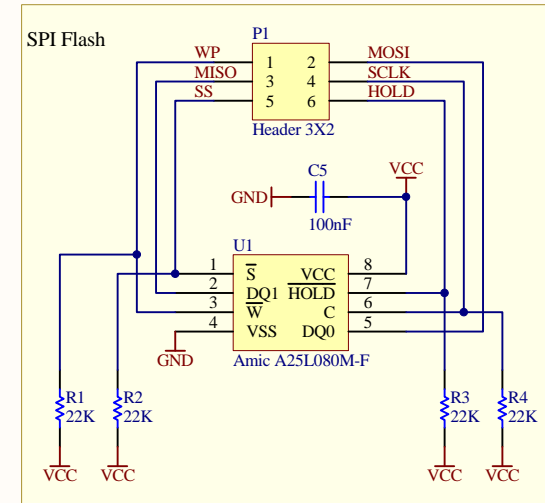 SPI Flash
P1
WP 1 2 MOSI
MISO 3 4 SCLK
SS 5 6 HOLD
Header 3X2
C5
VCC
GND
100nF
U1
1 S VCC 8
2 DQ1 HOLD 7
3 W C 6
4 VSS DQ0 5
GND
Amic A25L080M-F
R1 R2 R3 R4
22K 22K 22K 22K
VCC VCC VCC VCC